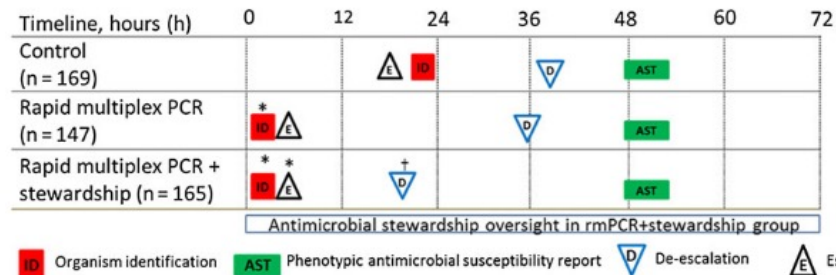 Timeline, hours (h) 0 12 24 36 48 60 72
Control
(n = 169) E ID D AST
Rapid multiplex PCR *
(n = 147) ID E D AST
Rapid multiplex PCR + * * †
stewardship (n = 165) ID E D AST
Antimicrobial stewardship oversight in rmPCR+stewardship group
ID Organism identification AST Phenotypic antimicrobial susceptibility report D De-escalation E